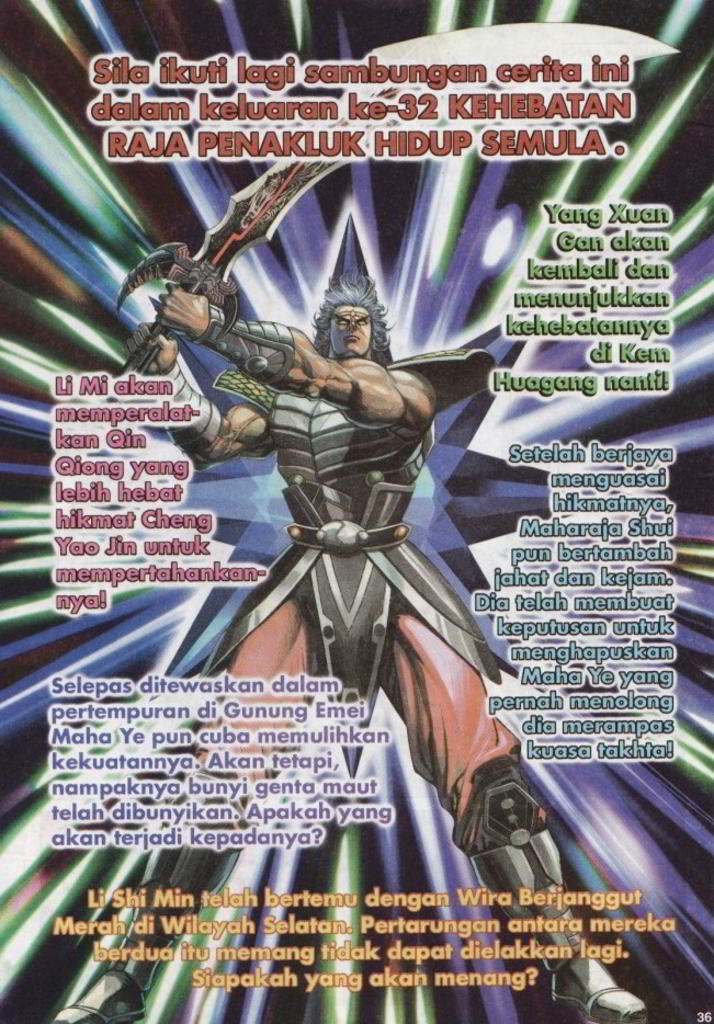 Sila ikuti lagi sambungan cerita ini
dalam keluaran ke-32 KEHEBATAN
RAJA PENAKLUK HIDUP SEMULA .
Yang Xuan
Gan akan
kembali dan
menunjukkan
kehebatannya
di Kem
Huagang nanti!
Li Mi akan
memperalat-
kan Qin
Qiong yang
lebih hebat
hikmat Cheng
Yao Jin untuk
mempertahankan-
nya!
Setelah berjaya
menguasai
hikmatnya,
Maharaja Shui
pun bertambah
jahat dan kejam.
Dia telah membuat
keputusan untuk
menghapuskan
Maha Ye yang
pernah menolong
dia merampas
kuasa takhta!
Selepas ditewaskan dalam
pertempuran di Gunung Emei
Maha Ye pun cuba memulihkan
kekuatannya. Akan tetapi,
nampaknya bunyi genta maut
telah dibunyikan. Apakah yang
akan terjadi kepadanya?
Li Shi Min telah bertemu dengan Wira Berjanggut
Merah di Wilayah Selatan. Pertarungan antara mereka
berdua itu memang tidak dapat dielakkan lagi.
Siapakah yang akan menang?
36